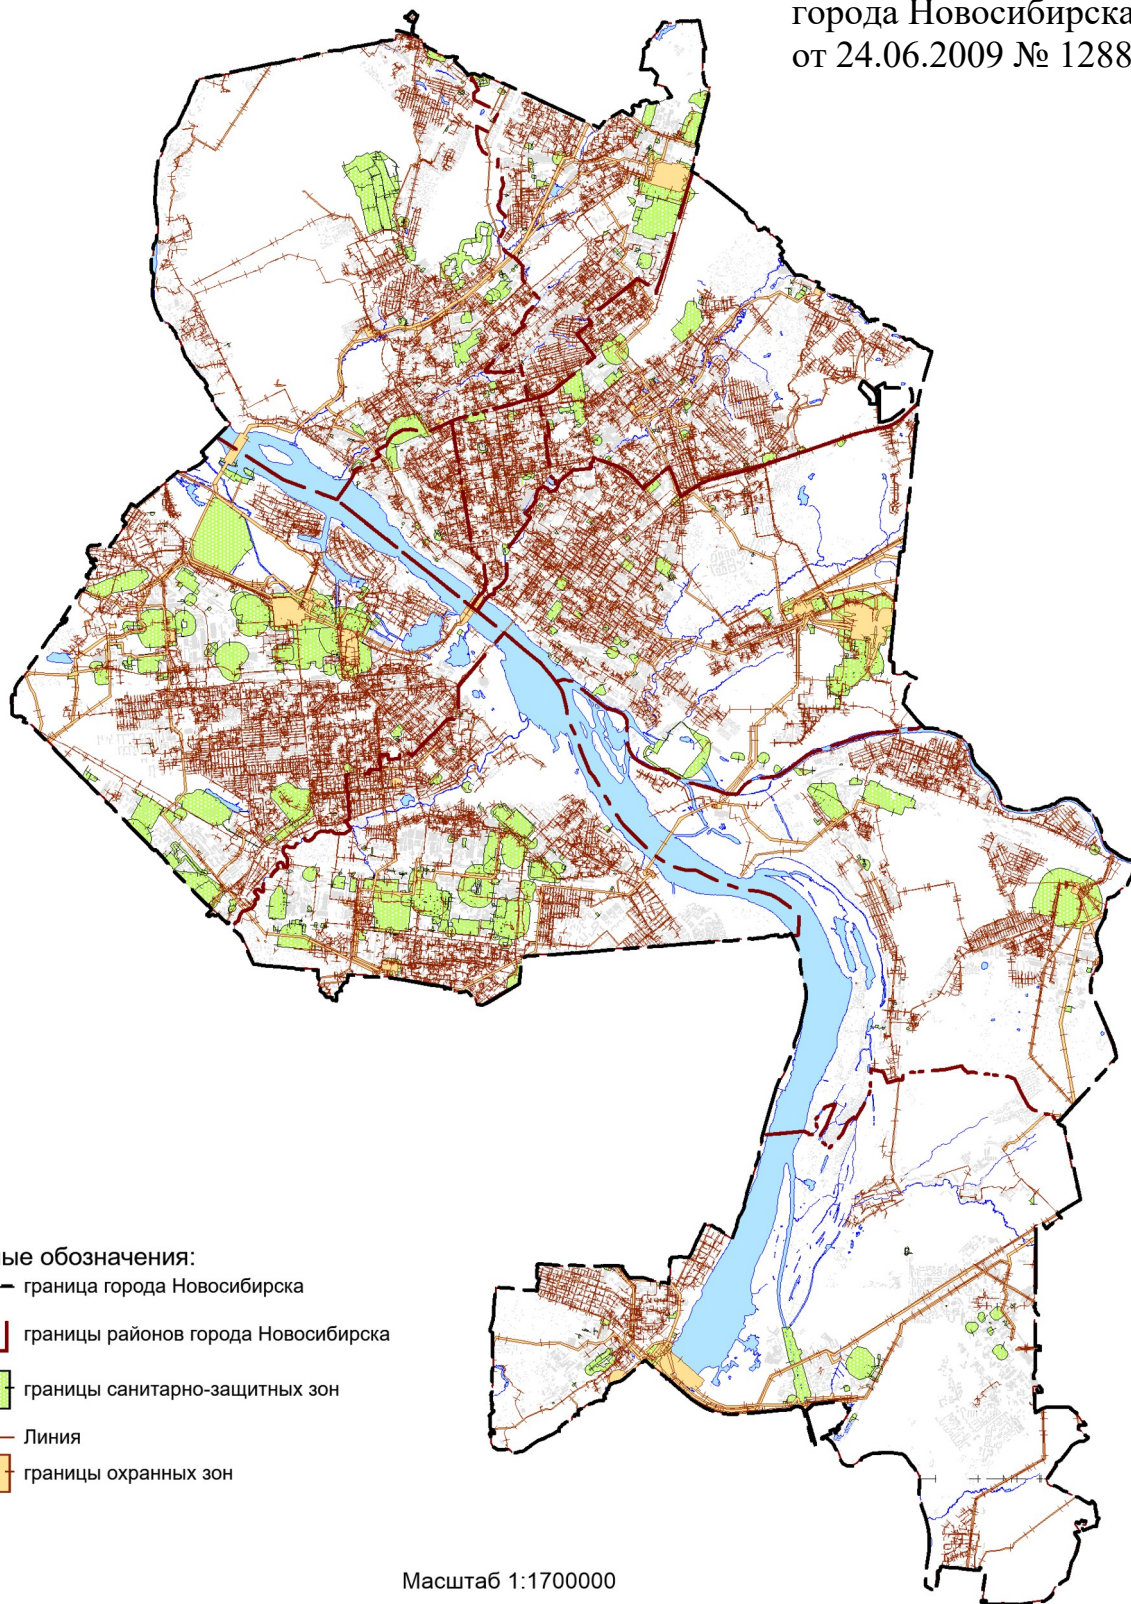 города Новосибирска
от 24.06.2009 № 1288
ые обозначения:
граница города Новосибирска
границы районов города Новосибирска
границы санитарно-защитных зон
Линия
границы охранных зон
Масштаб 1:1700000